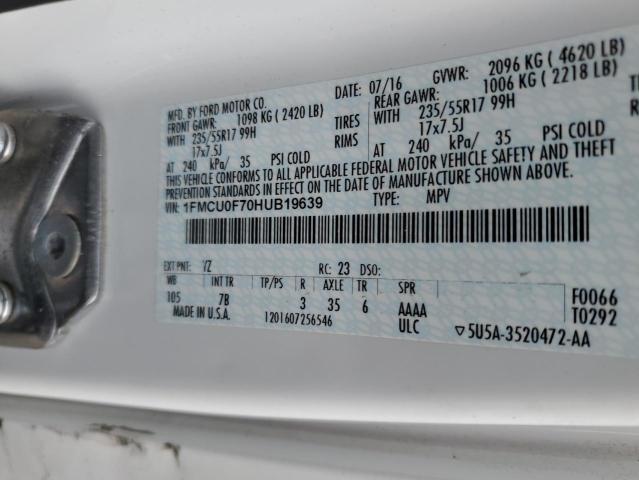 MFD. BY FORD MOTOR CO.
DATE: 07/16 GVWR: 2096 KG ( 4620 LB)
FRONT GAWR: 1098 KG ( 2420 LB) REAR GAWR: 1006 KG ( 2218 LB)
WITH 235/55R17 99H TIRES WITH 235/55R17 99H
17x7.5J RIMS 17x7.5J
AT 240 kPa/ 35 PSI COLD AT 240 kPa/ 35 PSI COLD
THIS VEHICLE CONFORMS TO ALL APPLICABLE FEDERAL MOTOR VEHICLE SAFETY AND THEFT
PREVENTION STANDARDS IN EFFECT ON THE DATE OF MANUFACTURE SHOWN ABOVE.
VIN: 1FMCU0F70HUB19639 TYPE: MPV
EXT PNT: YZ RC: 23 DSO:
WB INT TR TP/PS R AXLE TR SPR
105 7B 3 35 6 AAAA F0066
MADE IN U.S.A. 1201607256546 ULC T0292
▽5U5A-3520472-AA